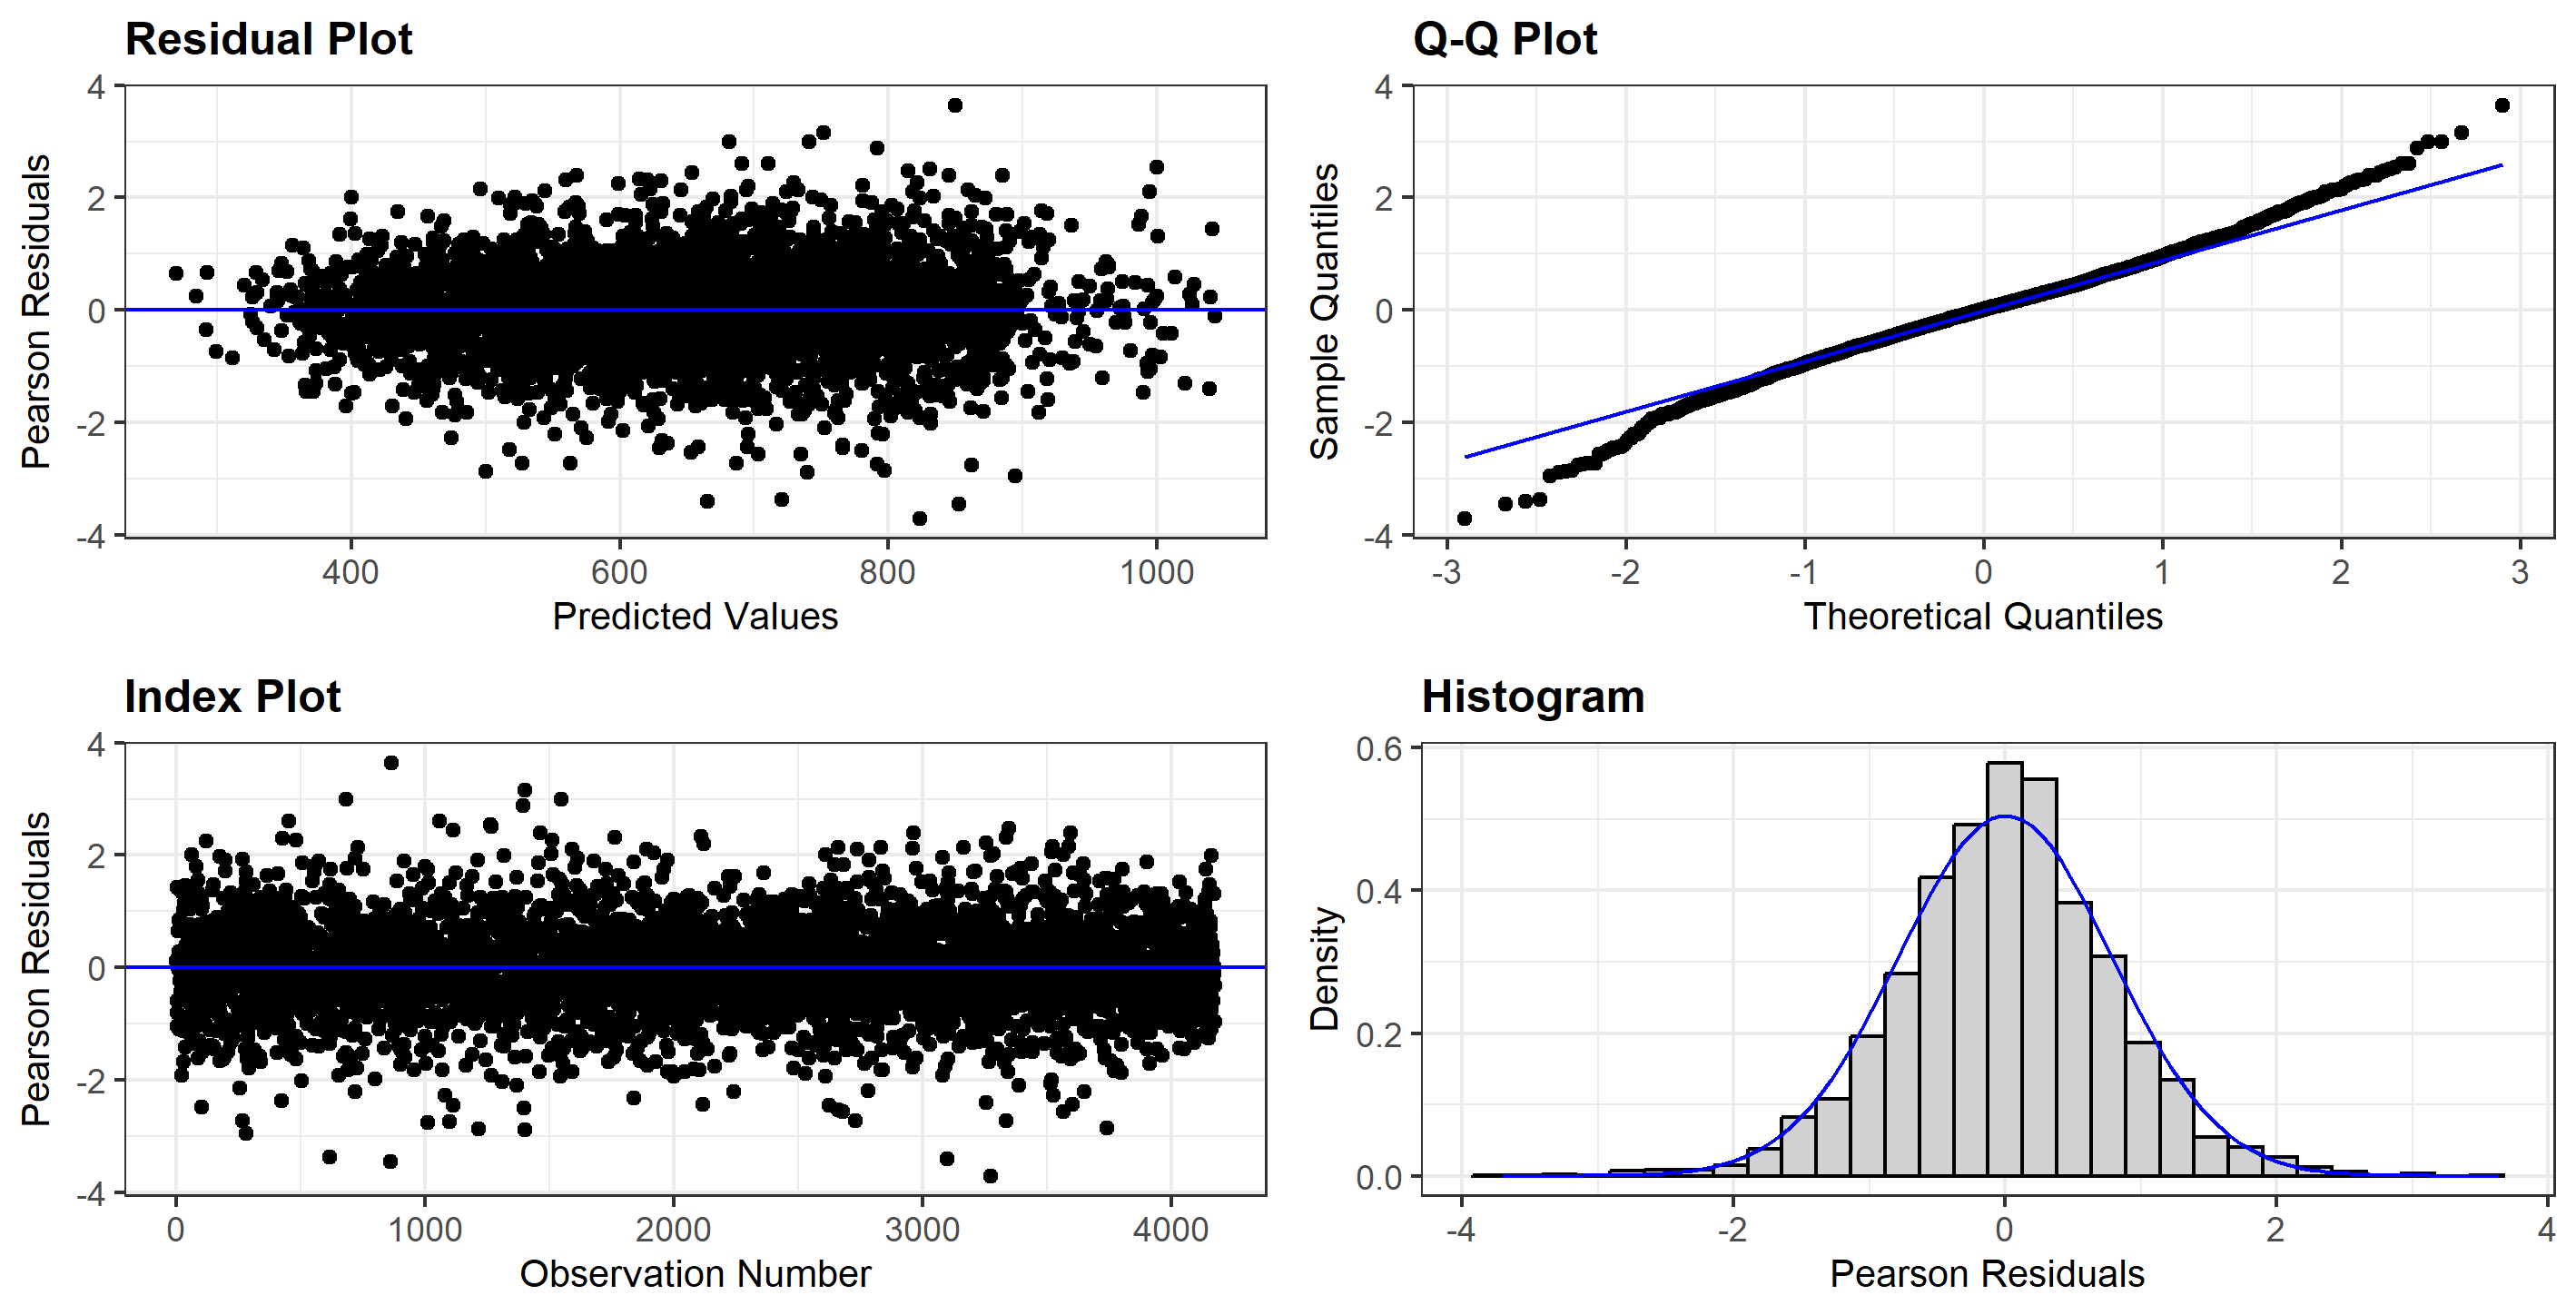 Residual Plot
4
2
0
-2
-4
Pearson Residuals
400 600 800 1000
Predicted Values
Q-Q Plot
4
2
0
-2
-4
Sample Quantiles
-3 -2 -1 0 1 2 3
Theoretical Quantiles
Index Plot
4
2
0
-2
-4
Pearson Residuals
0 1000 2000 3000 4000
Observation Number
Histogram
0.6
0.4
0.2
0.0
Density
-4 -2 0 2 4
Pearson Residuals